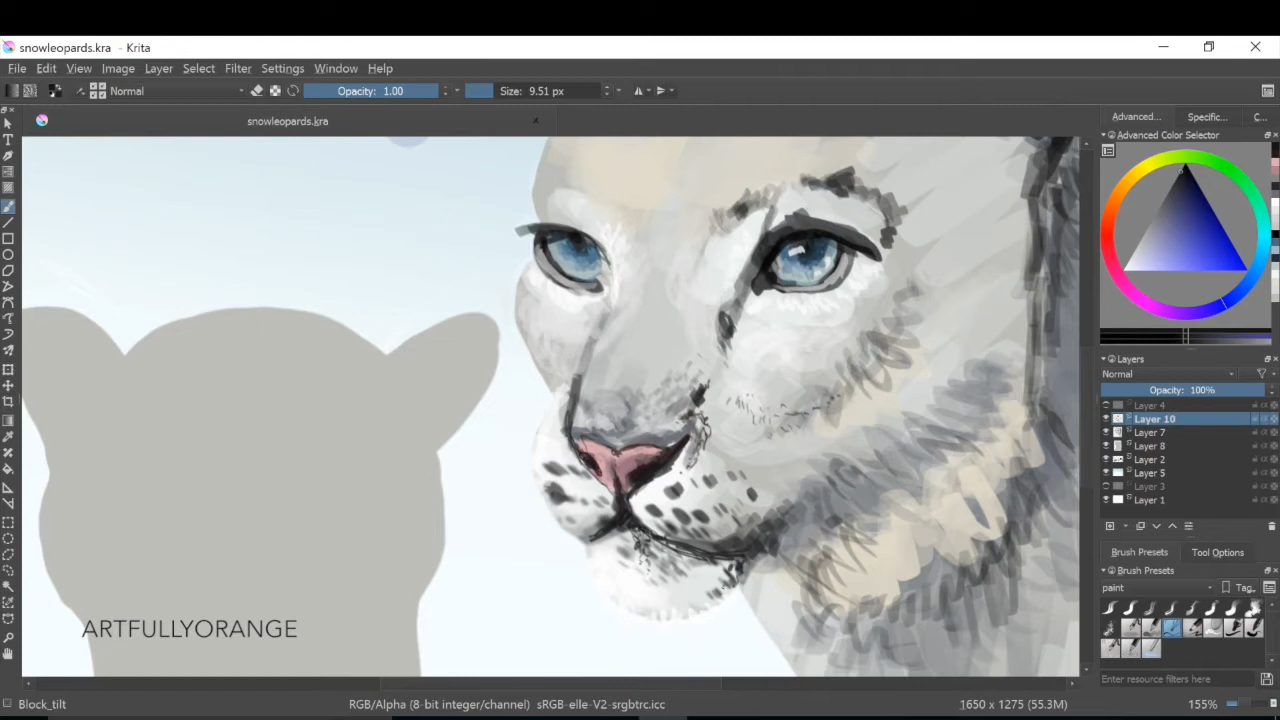 snowleopards.kra - Krita
File Edit View Image Layer Select Filter Settings Window Help
Normal Opacity: 1.00 Size: 9.51 px
snowleopards.kra
Advanced... Specific... C...
Advanced Color Selector
Layers
Normal
Opacity: 100%
Layer 4
Layer 10
Layer 7
Layer 8
Layer 2
Layer 5
Layer 3
Layer 1
Brush Presets Tool Options
Brush Presets
paint Tag
Enter resource filters here
ARTFULLYORANGE
Block_tilt RGB/Alpha (8-bit integer/channel) sRGB-elle-V2-srgbtrc.icc 1650 x 1275 (55.3M) 155%